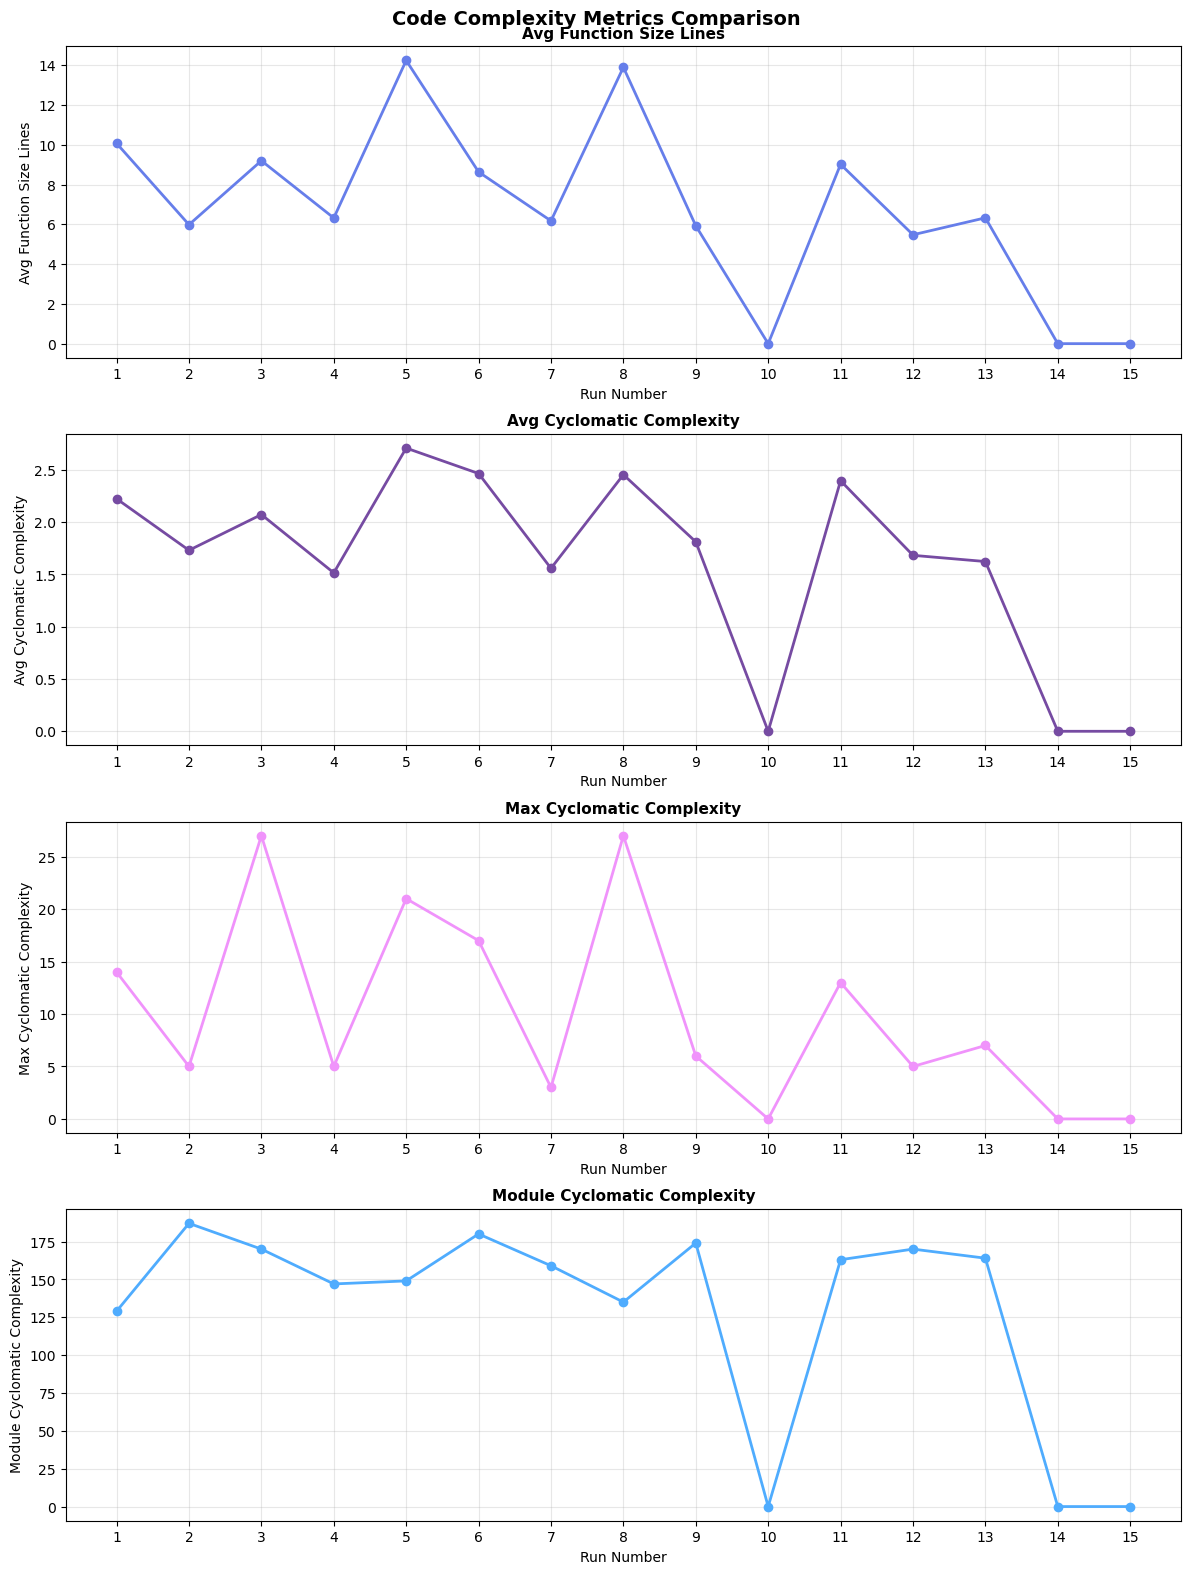 Code Complexity Metrics Comparison
Avg Function Size Lines
Avg Function Size Lines
14
12
10
8
6
4
2
0
1 2 3 4 5 6 7 8 9 10 11 12 13 14 15
Run Number
Avg Cyclomatic Complexity
Avg Cyclomatic Complexity
2.5
2.0
1.5
1.0
0.5
0.0
1 2 3 4 5 6 7 8 9 10 11 12 13 14 15
Run Number
Max Cyclomatic Complexity
Max Cyclomatic Complexity
25
20
15
10
5
0
1 2 3 4 5 6 7 8 9 10 11 12 13 14 15
Run Number
Module Cyclomatic Complexity
Module Cyclomatic Complexity
175
150
125
100
75
50
25
0
1 2 3 4 5 6 7 8 9 10 11 12 13 14 15
Run Number